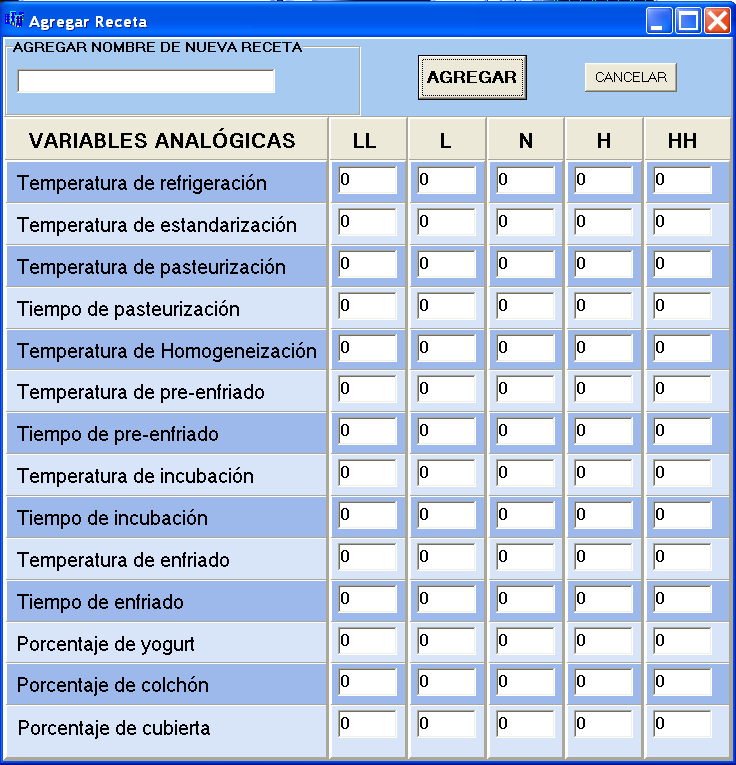 Agregar Receta
AGREGAR NOMBRE DE NUEVA RECETA
AGREGAR CANCELAR
VARIABLES ANALÓGICAS LL L N H HH
Temperatura de refrigeración 0 0 0 0 0
Temperatura de estandarización 0 0 0 0 0
Temperatura de pasteurización 0 0 0 0 0
Tiempo de pasteurización 0 0 0 0 0
Temperatura de Homogeneización 0 0 0 0 0
Temperatura de pre-enfriado 0 0 0 0 0
Tiempo de pre-enfriado 0 0 0 0 0
Temperatura de incubación 0 0 0 0 0
Tiempo de incubación 0 0 0 0 0
Temperatura de enfriado 0 0 0 0 0
Tiempo de enfriado 0 0 0 0 0
Porcentaje de yogurt 0 0 0 0 0
Porcentaje de colchón 0 0 0 0 0
Porcentaje de cubierta 0 0 0 0 0